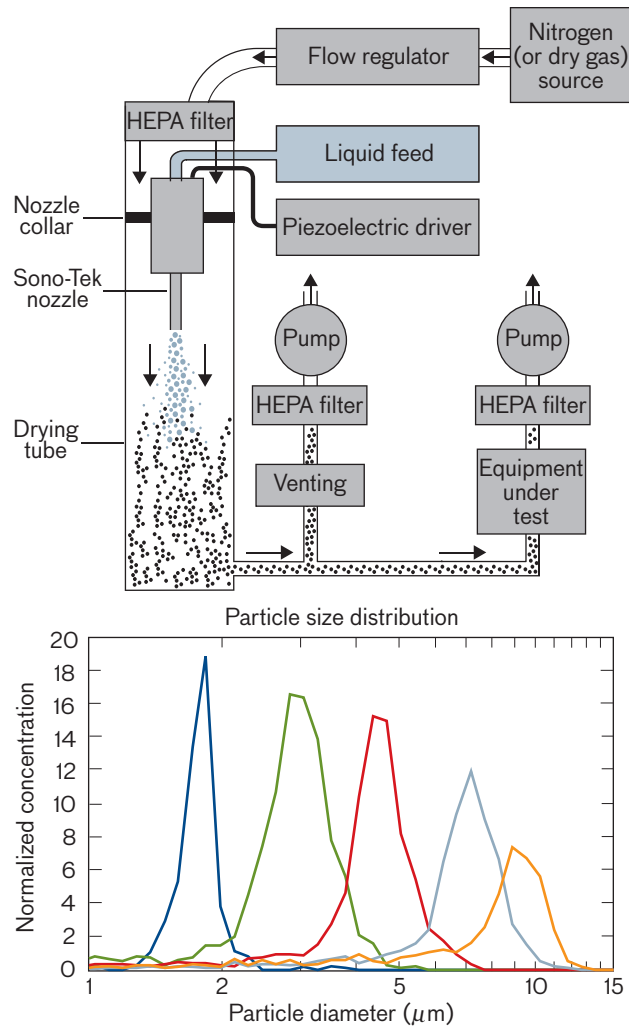 Nitrogen
(or dry gas)
source
Flow regulator
HEPA filter
Liquid feed
Nozzle
collar
Piezoelectric driver
Sono-Tek
nozzle
Pump
Pump
HEPA filter
HEPA filter
Drying
tube
Venting
Equipment
under
test
Particle size distribution
20
18
16
14
12
10
8
6
4
2
0
Normalized concentration
1
2
5
10
15
Particle diameter (μm)